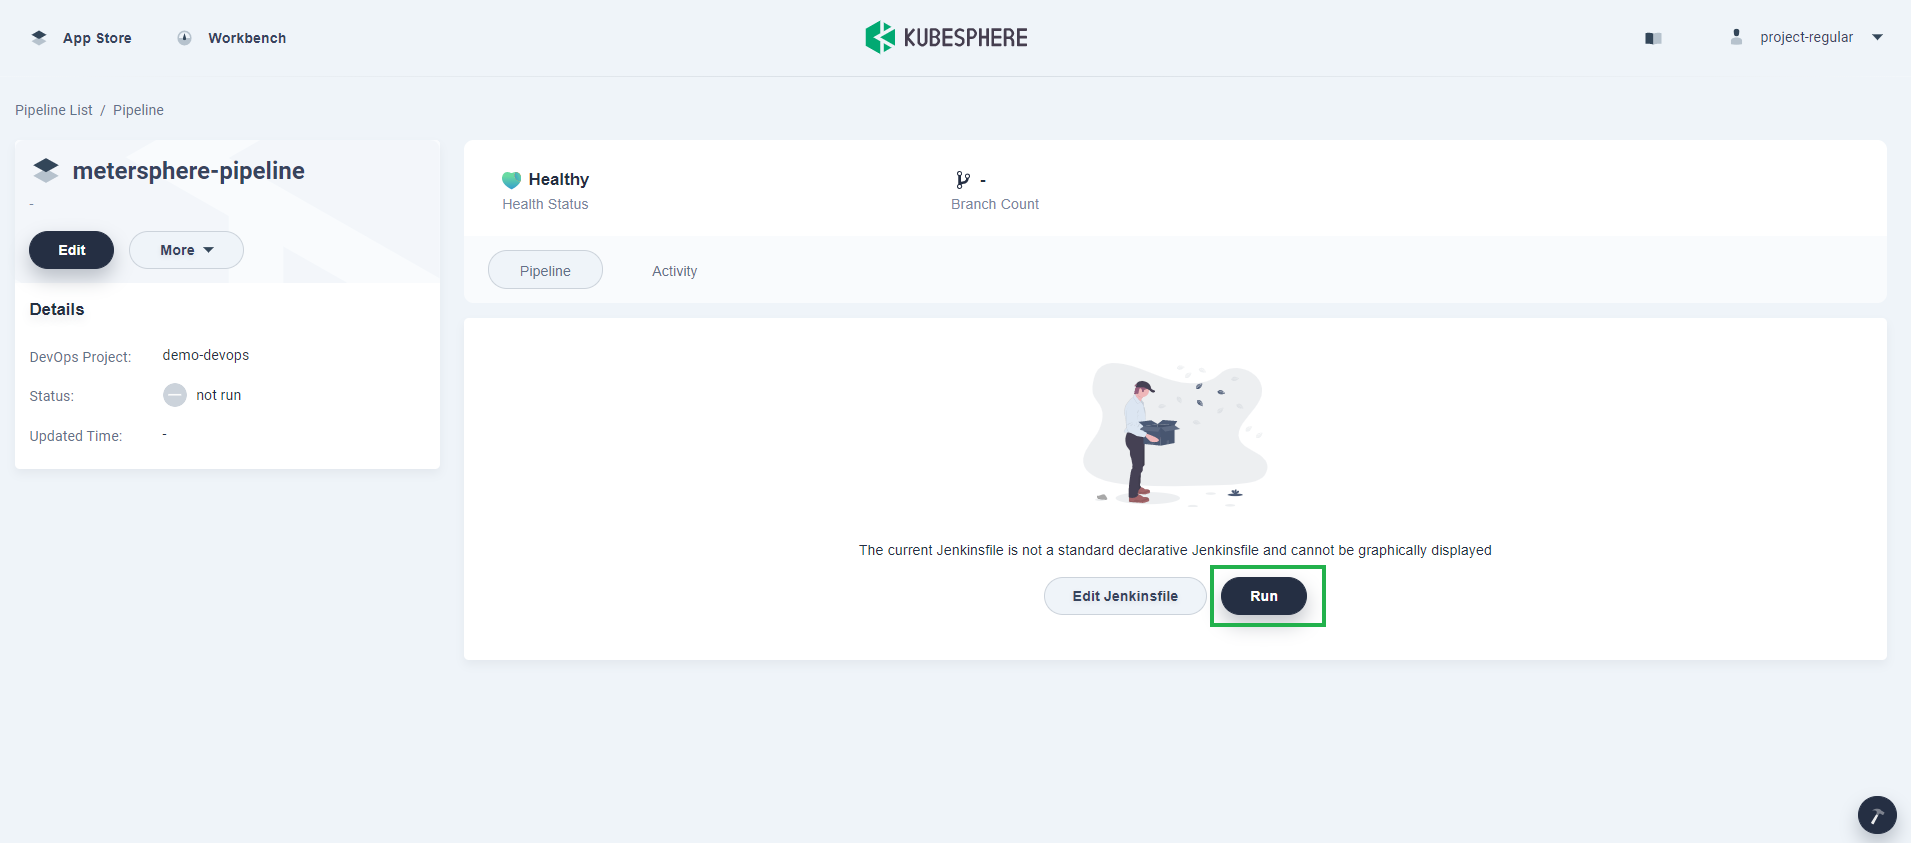 App Store
Workbench
KUBESPHERE
project-regular
Pipeline List / Pipeline
metersphere-pipeline
-
Edit
More
Details
DevOps Project: demo-devops
Status: not run
Updated Time: -
Healthy
Health Status
-
Branch Count
Pipeline
Activity
The current Jenkinsfile is not a standard declarative Jenkinsfile and cannot be graphically displayed
Edit Jenkinsfile
Run